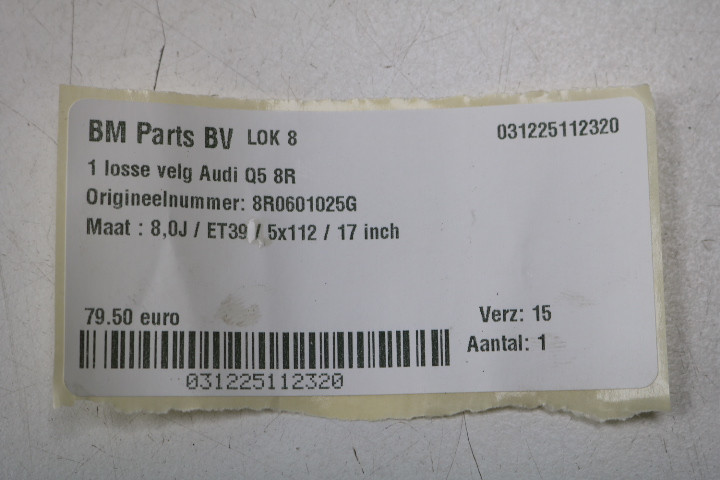 BM Parts BV LOK 8 031225112320
1 losse velg Audi Q5 8R
Origineelnummer: 8R0601025G
Maat : 8,0J / ET39 / 5x112 / 17 inch
79.50 euro Verz: 15
Aantal: 1
031225112320